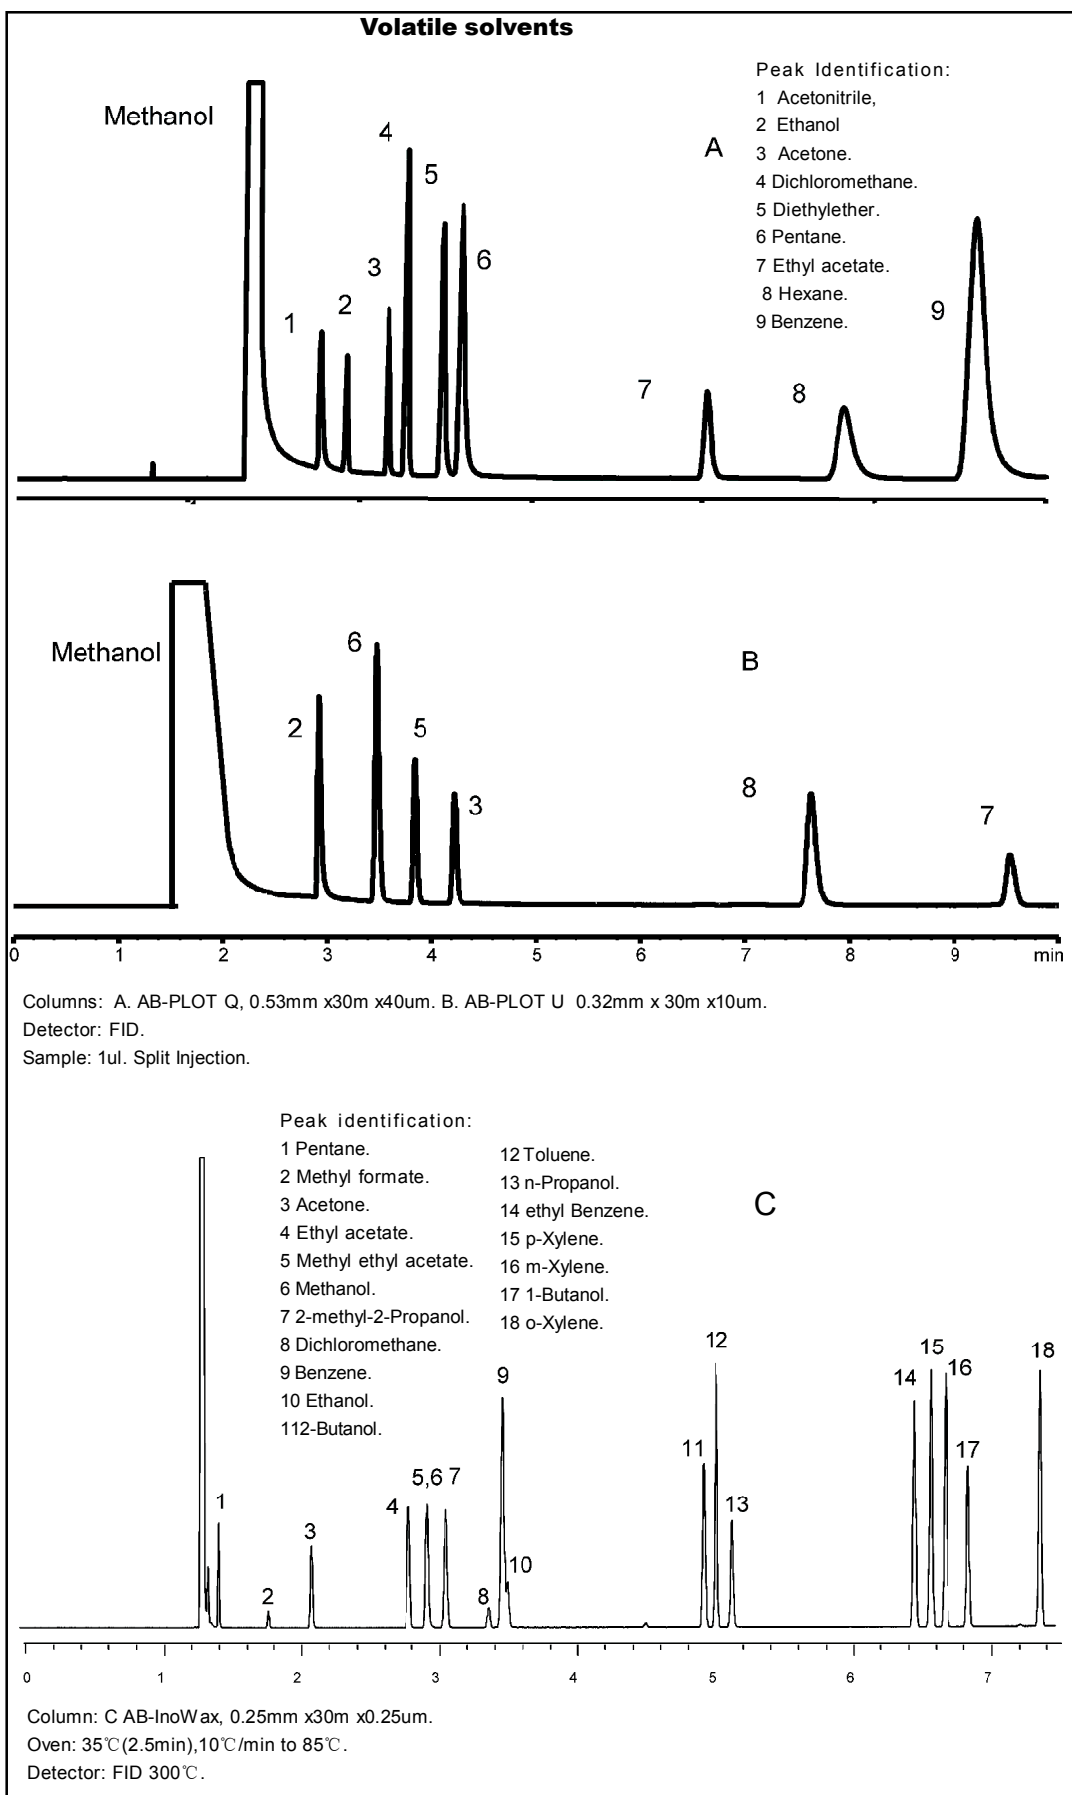 Volatile solvents
Methanol
A
Peak Identification:
1 Acetonitrile,
2 Ethanol
3 Acetone.
4 Dichloromethane.
5 Diethylether.
6 Pentane.
7 Ethyl acetate.
8 Hexane.
9 Benzene.
1
2
3
4
5
6
7
8
9
Methanol
B
2
6
5
3
8
7
0 1 2 3 4 5 6 7 8 9 min
Columns: A. AB-PLOT Q, 0.53mm x30m x40um. B. AB-PLOT U 0.32mm x 30m x10um.
Detector: FID.
Sample: 1ul. Split Injection.
Peak identification:
1 Pentane.
2 Methyl formate.
3 Acetone.
4 Ethyl acetate.
5 Methyl ethyl acetate.
6 Methanol.
7 2-methyl-2-Propanol.
8 Dichloromethane.
9 Benzene.
10 Ethanol.
112-Butanol.
12 Toluene.
13 n-Propanol.
14 ethyl Benzene.
15 p-Xylene.
16 m-Xylene.
17 1-Butanol.
18 o-Xylene.
C
1
2
3
4
5,6 7
8
9
10
11
12
13
14
15
16
17
18
0 1 2 3 4 5 6 7
Column: C AB-InoWax, 0.25mm x30m x0.25um.
Oven: 35℃(2.5min),10℃/min to 85℃.
Detector: FID 300℃.